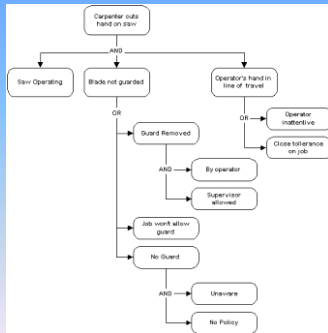 Carpenter cuts
hand on saw
AND
Saw Operating
Blade not guarded
Operator's hand in
line of travel
OR
OR
Operator
inattentive
Guard Removed
Close tollerance
on job
AND
By operator
Supervisor
allowed
Job won't allow
guard
No Guard
AND
Unaware
No Policy